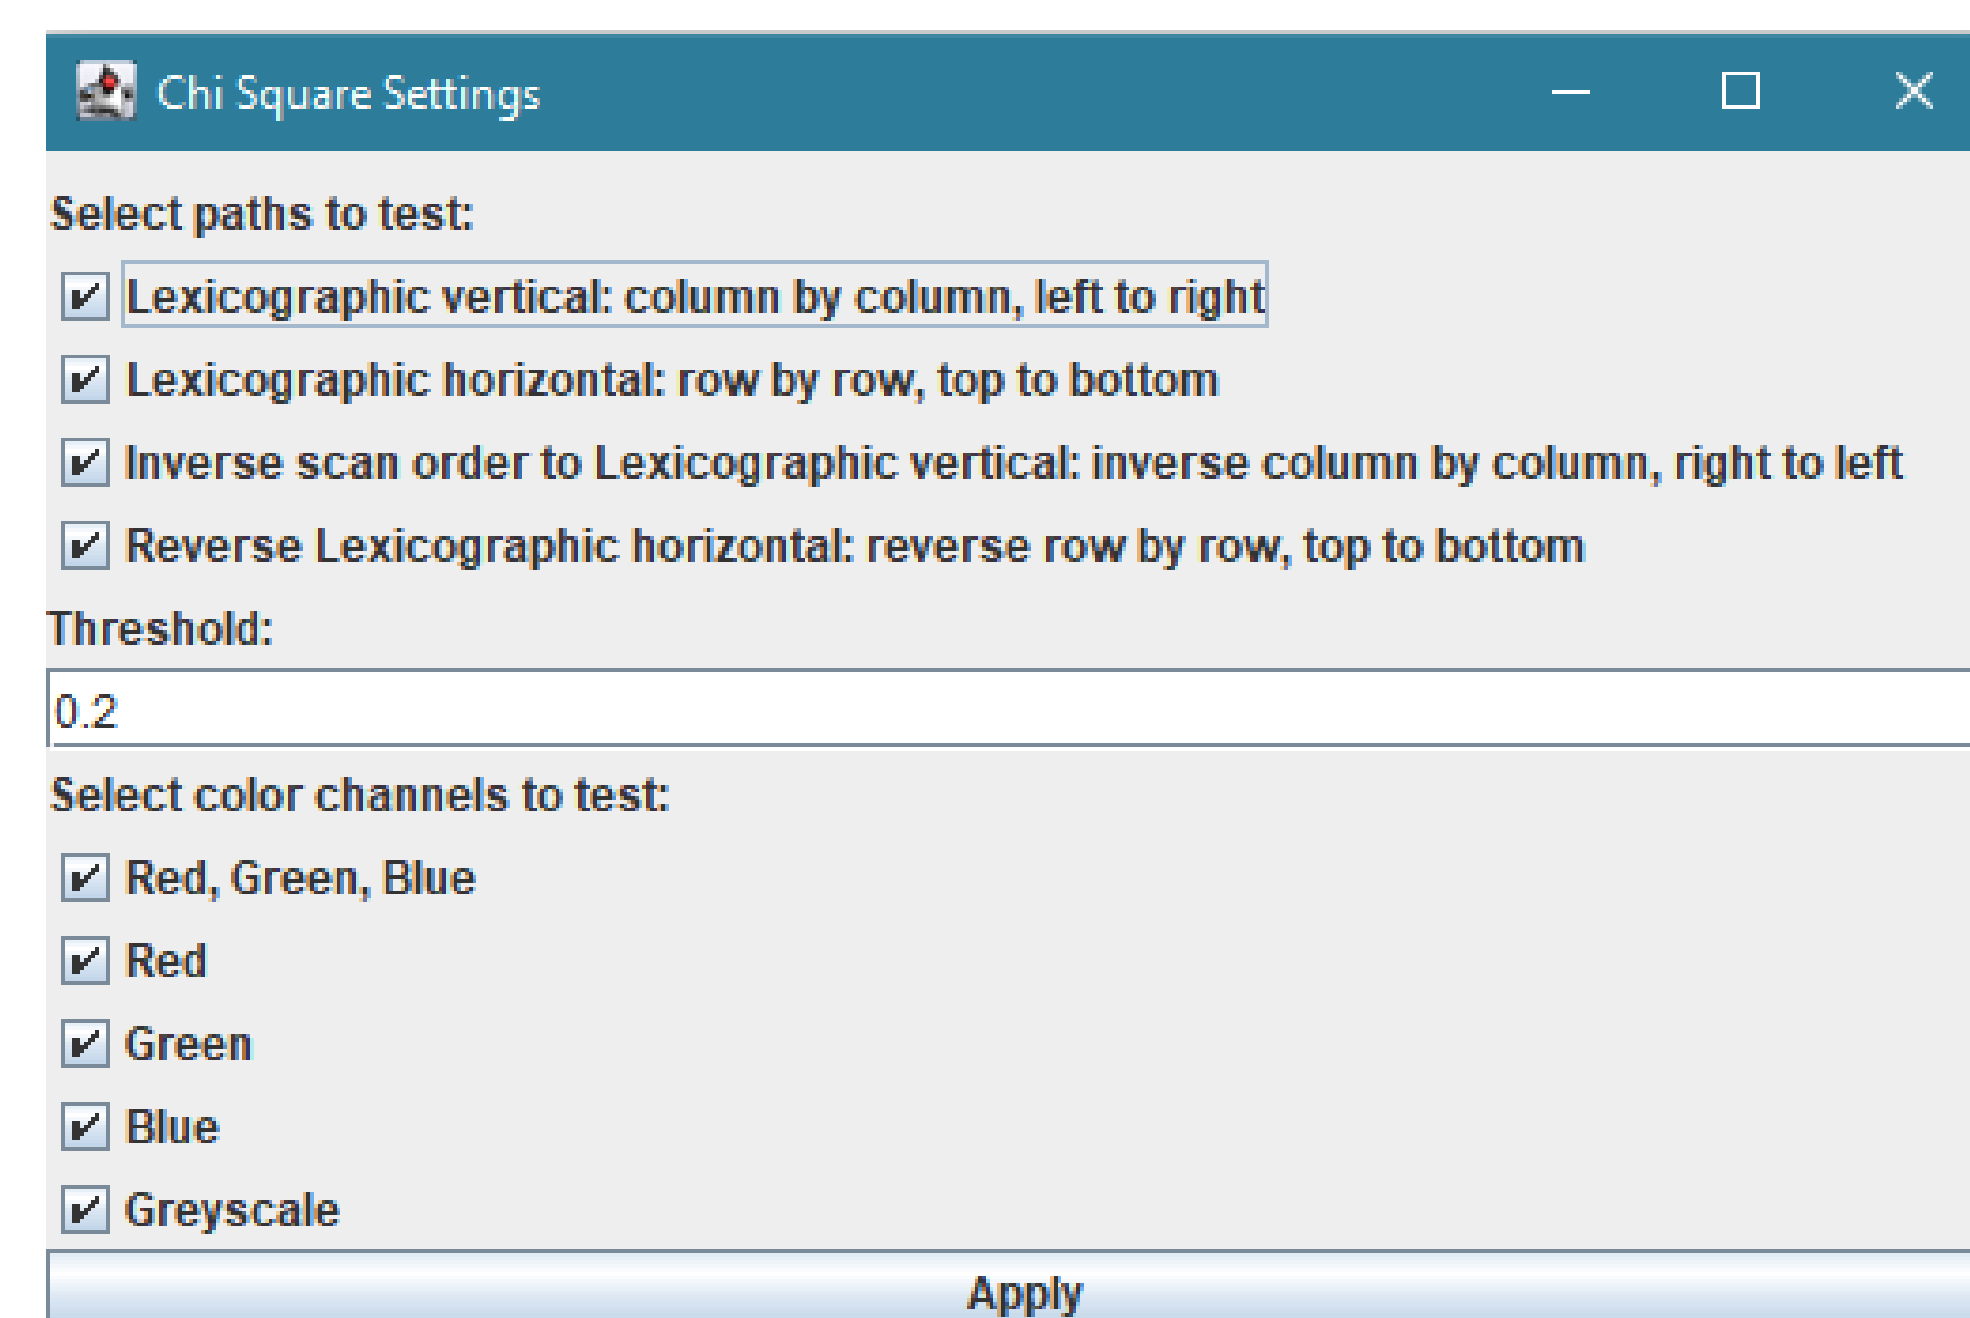 Chi Square Settings
Select paths to test:
Lexicographic vertical: column by column, left to right
Lexicographic horizontal: row by row, top to bottom
Inverse scan order to Lexicographic vertical: inverse column by column, right to left
Reverse Lexicographic horizontal: reverse row by row, top to bottom
Threshold:
0.2
Select color channels to test:
Red, Green, Blue
Red
Green
Blue
Greyscale
Apply